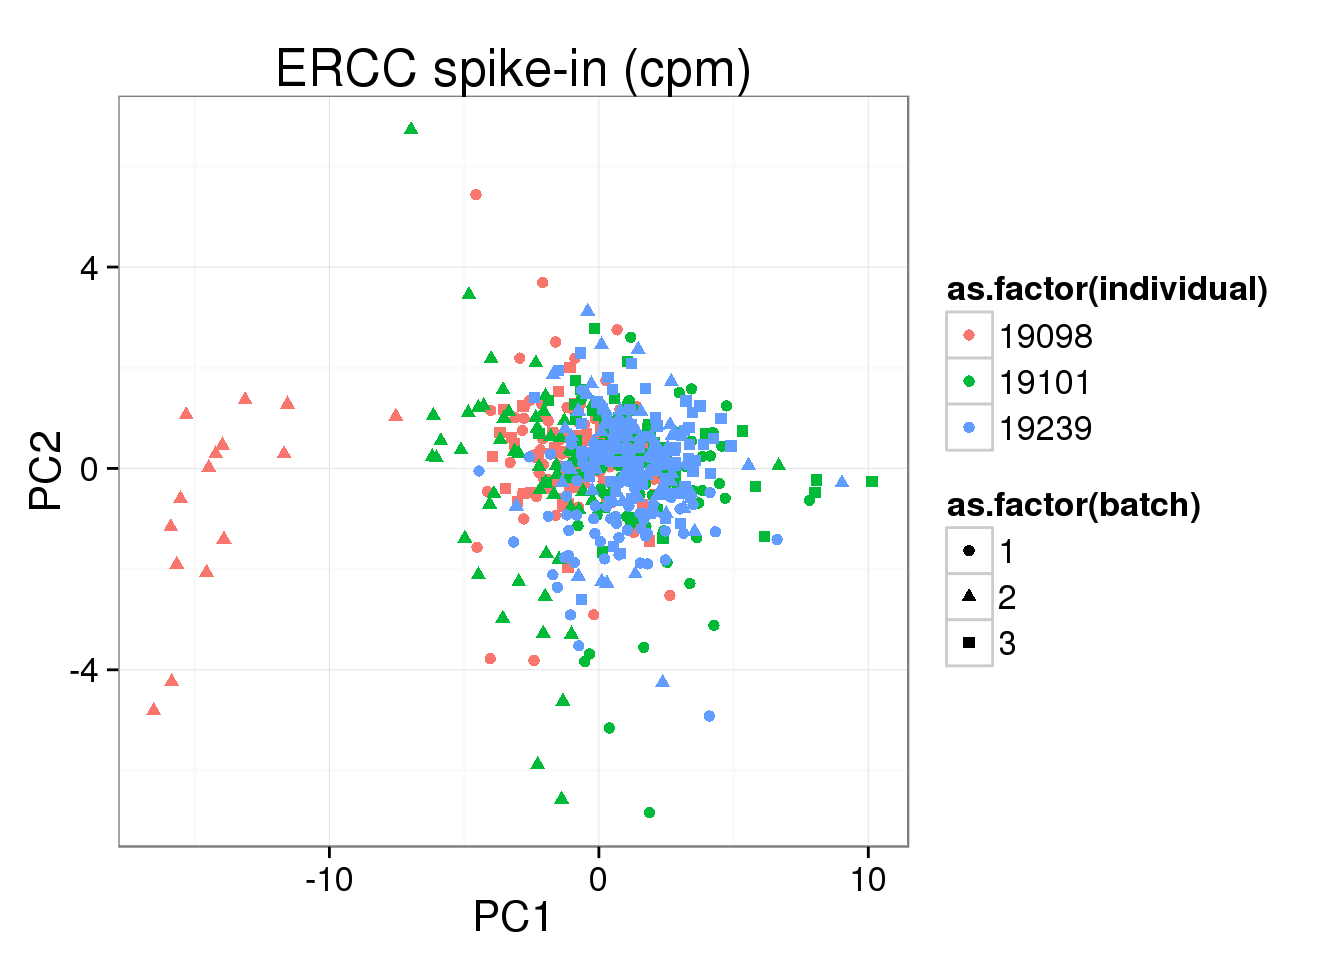 ERCC spike-in (cpm)
PC2
4
0
-4
-10
0
10
PC1
as.factor(individual)
19098
19101
19239
as.factor(batch)
1
2
3